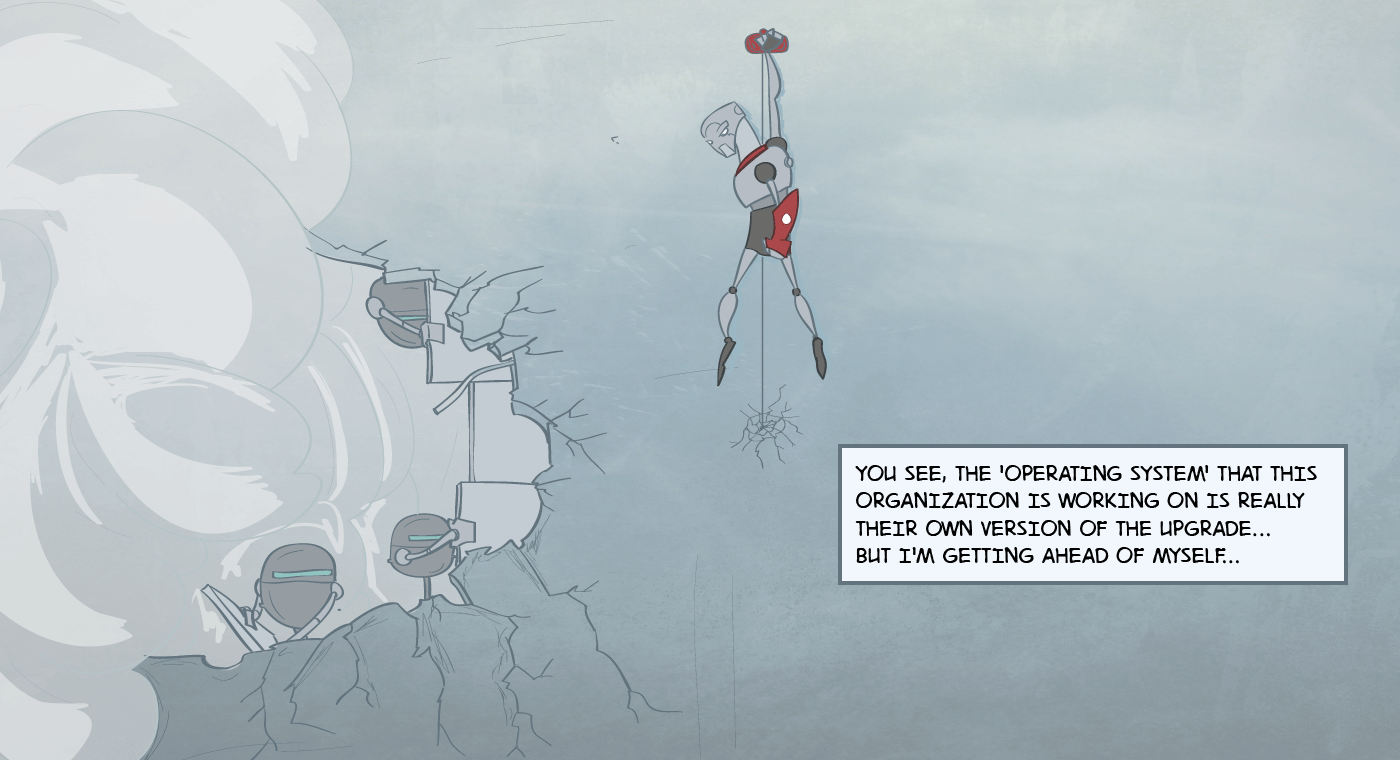 YOU SEE, THE 'OPERATING SYSTEM' THAT THIS
ORGANIZATION IS WORKING ON IS REALLY
THEIR OWN VERSION OF THE UPGRADE...
BUT I'M GETTING AHEAD OF MYSELF...